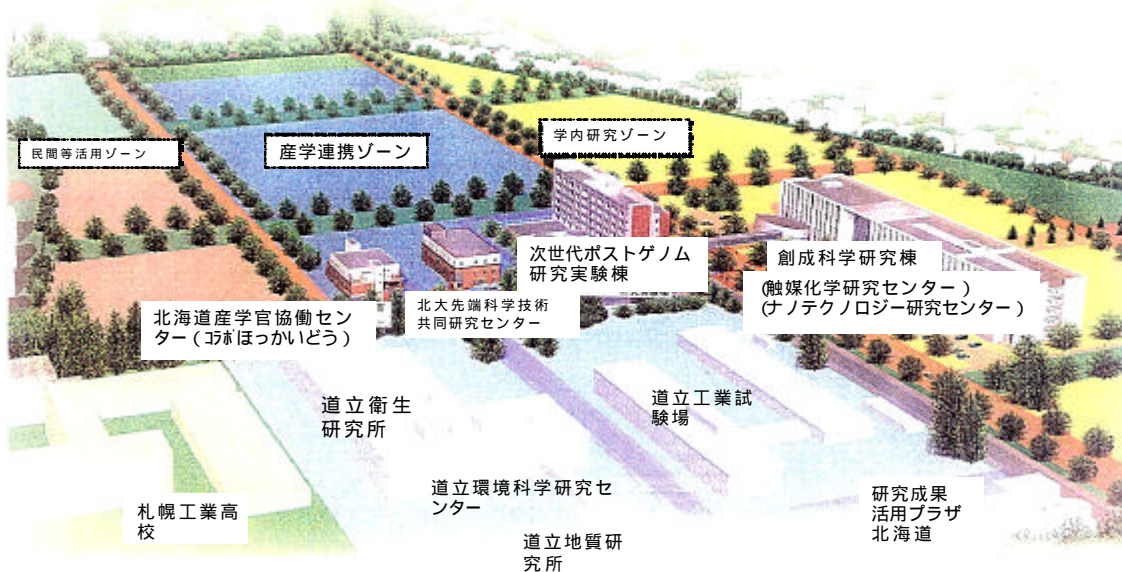 民間等活用ゾーン
産学連携ゾーン
学内研究ゾーン
次世代ポストゲノム
研究実験棟
創成科学研究棟
(触媒化学研究センター)
(ナノテクノロジー研究センター)
北大先端科学技術
共同研究センター
北海道産学官協働セン
ター(コラボほっかいどう)
道立衛生
研究所
道立工業試
験場
道立環境科学研究セ
ンター
研究成果
活用プラザ
北海道
札幌工業高
校
道立地質研
究所